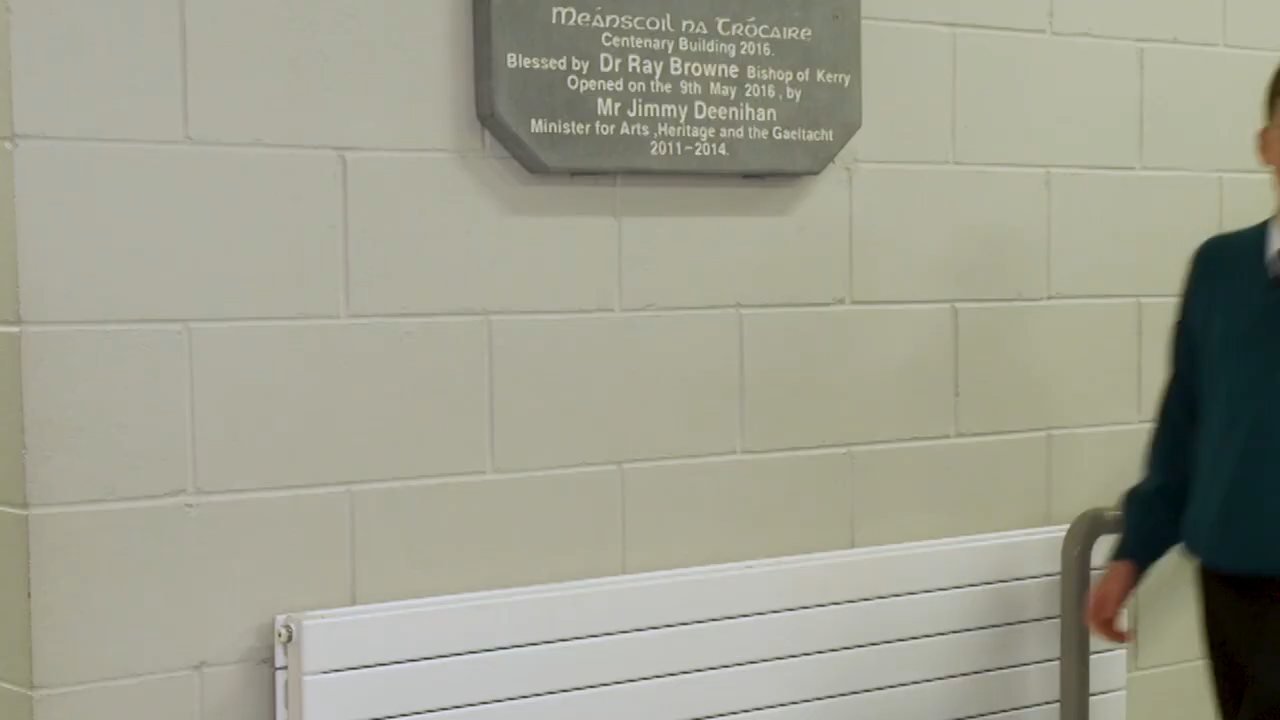 Meánscoil na Trócaire
Centenary Building 2016.
Blessed by Dr Ray Browne Bishop of Kerry
Opened on the 9th May 2016, by
Mr Jimmy Deenihan
Minister for Arts ,Heritage and the Gaeltacht
2011-2014.